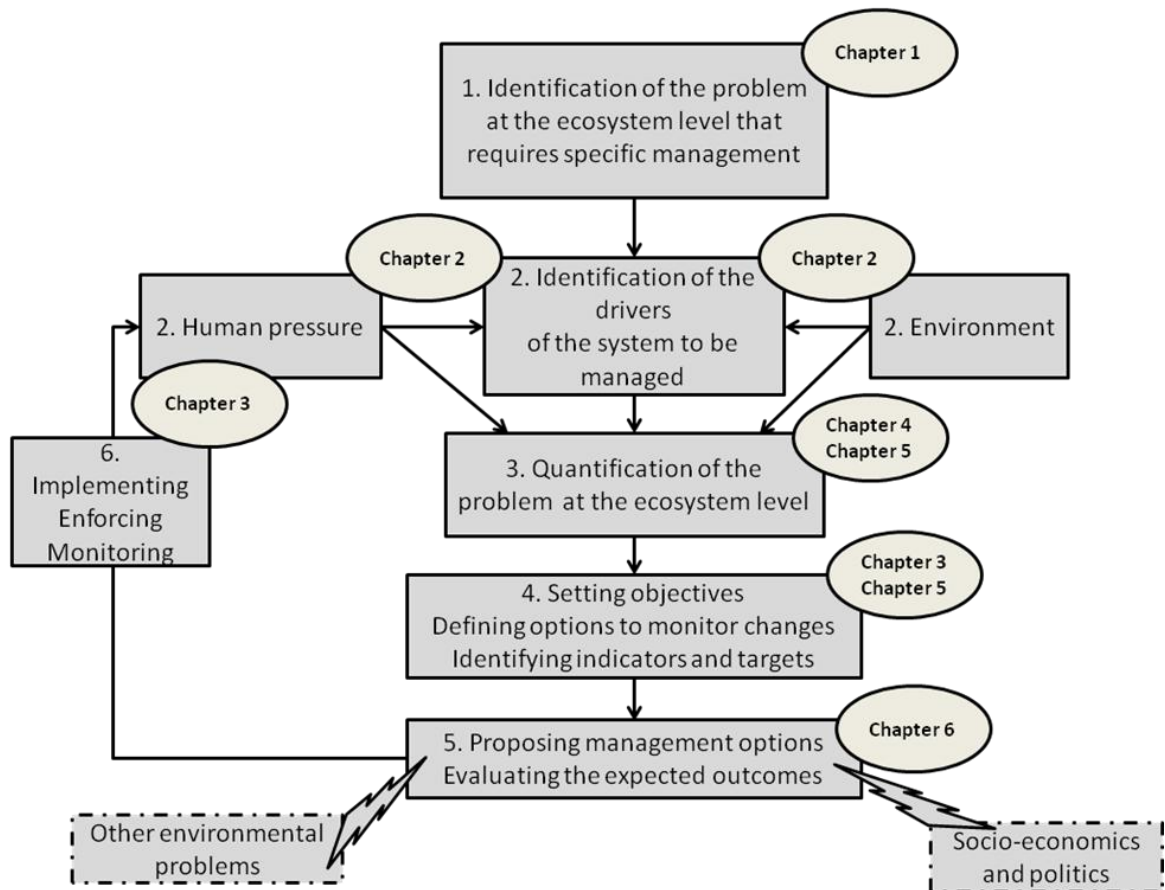 Chapter 1
1. Identification of the problem
at the ecosystem level that
requires specific management
Chapter 2
Chapter 2
2. Human pressure
2. Identification of the
drivers
of the system to be
managed
2. Environment
Chapter 3
Chapter 4
Chapter 5
6.
Implementing
Enforcing
Monitoring
3. Quantification of the
problem at the ecosystem level
Chapter 3
Chapter 5
4. Setting objectives
Defining options to monitor changes
Identifying indicators and targets
Chapter 6
5. Proposing management options
Evaluating the expected outcomes
Other environmental
problems
Socio-economics
and politics